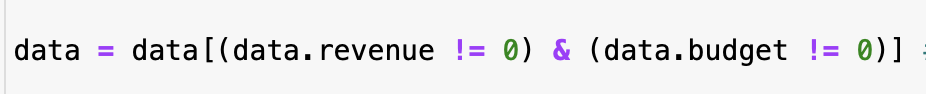 data = data[(data.revenue != 0) & (data.budget != 0)]